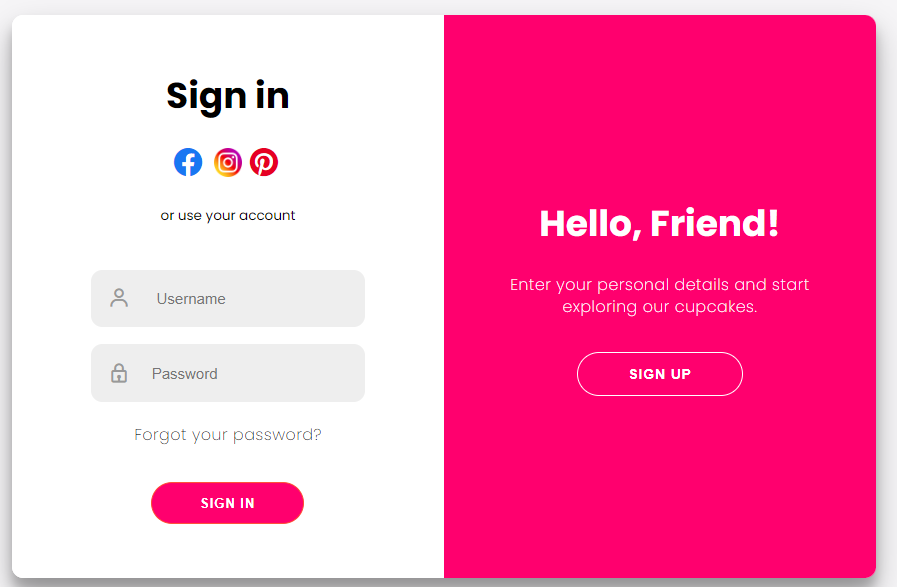 Sign in
or use your account
Username
Password
Forgot your password?
SIGN IN
Hello, Friend!
Enter your personal details and start
exploring our cupcakes.
SIGN UP